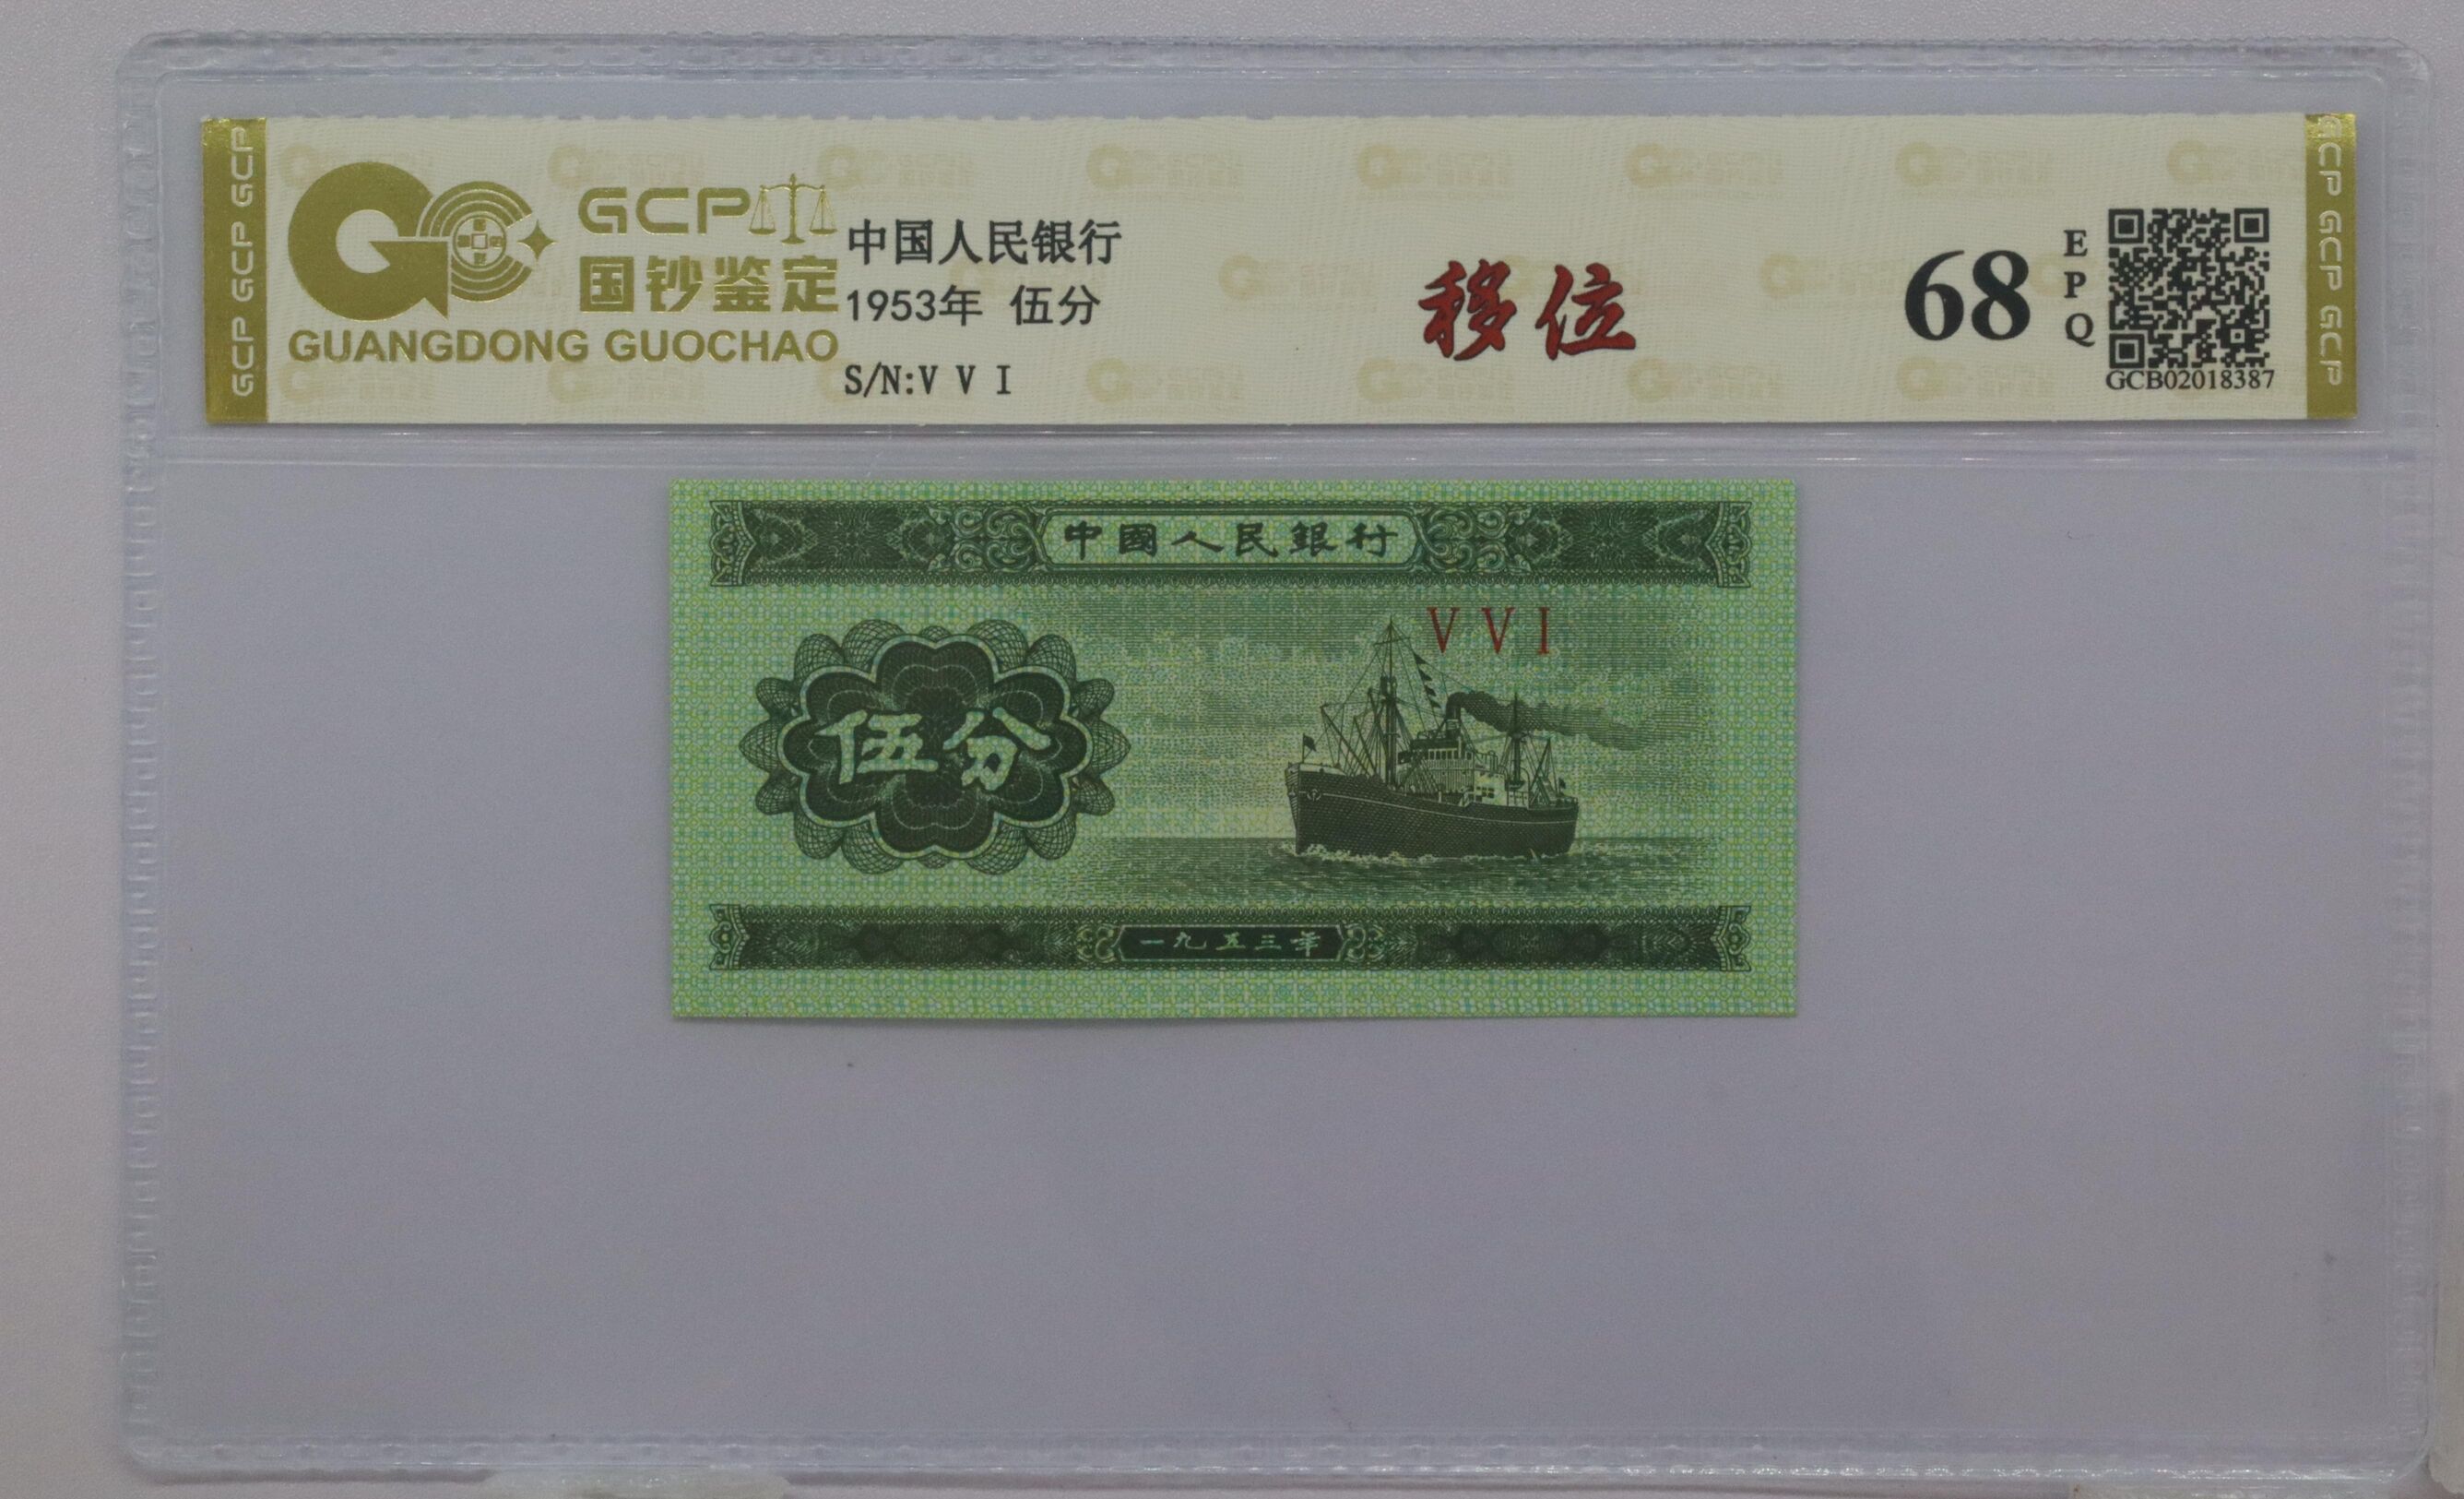 GCP GCP GCP
GCP
国钞鉴定
GUANGDONG GUOCHAO
中国人民银行
1953年 伍分
S/N:V V I
移位
68
E
P
Q
GCB02018387
GCP GCP GCP
中國人民銀行
V V I
伍分
一九五三年